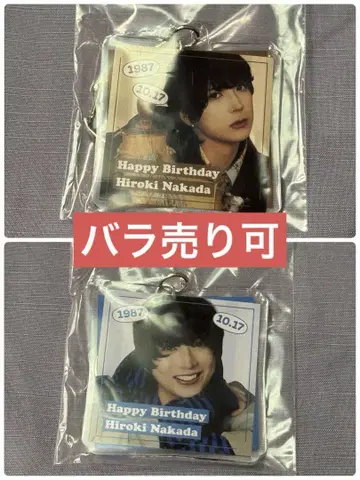 1987
10.17
Happy Birthday
Hiroki Nakada
バラ売り可
1987
10.17
Happy Birthday
Hiroki Nakada